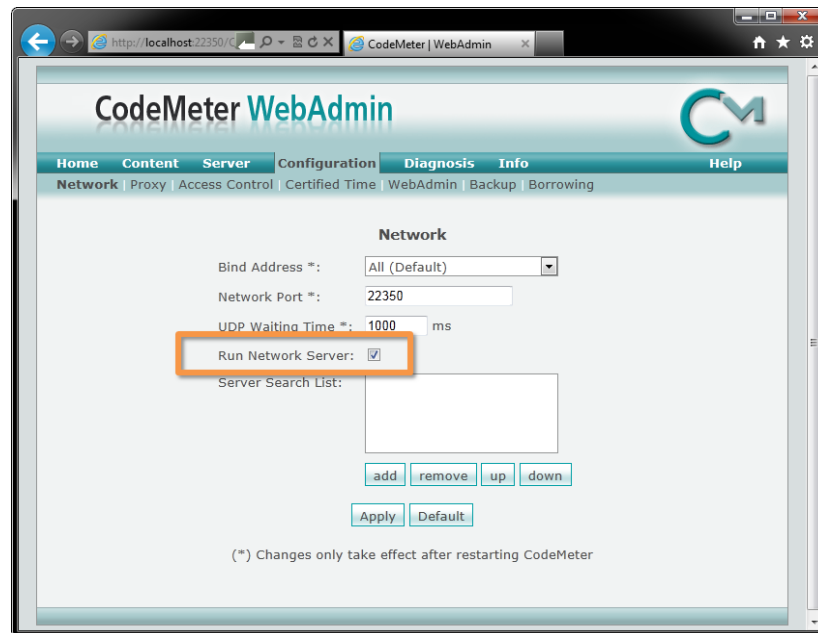 http://localhost:22350/C
CodeMeter | WebAdmin
CodeMeter WebAdmin
CM
Home Content Server Configuration Diagnosis Info Help
Network | Proxy | Access Control | Certified Time | WebAdmin | Backup | Borrowing
Network
Bind Address *: All (Default)
Network Port *: 22350
UDP Waiting Time *: 1000 ms
Run Network Server:
Server Search List:
add remove up down
Apply Default
(*) Changes only take effect after restarting CodeMeter